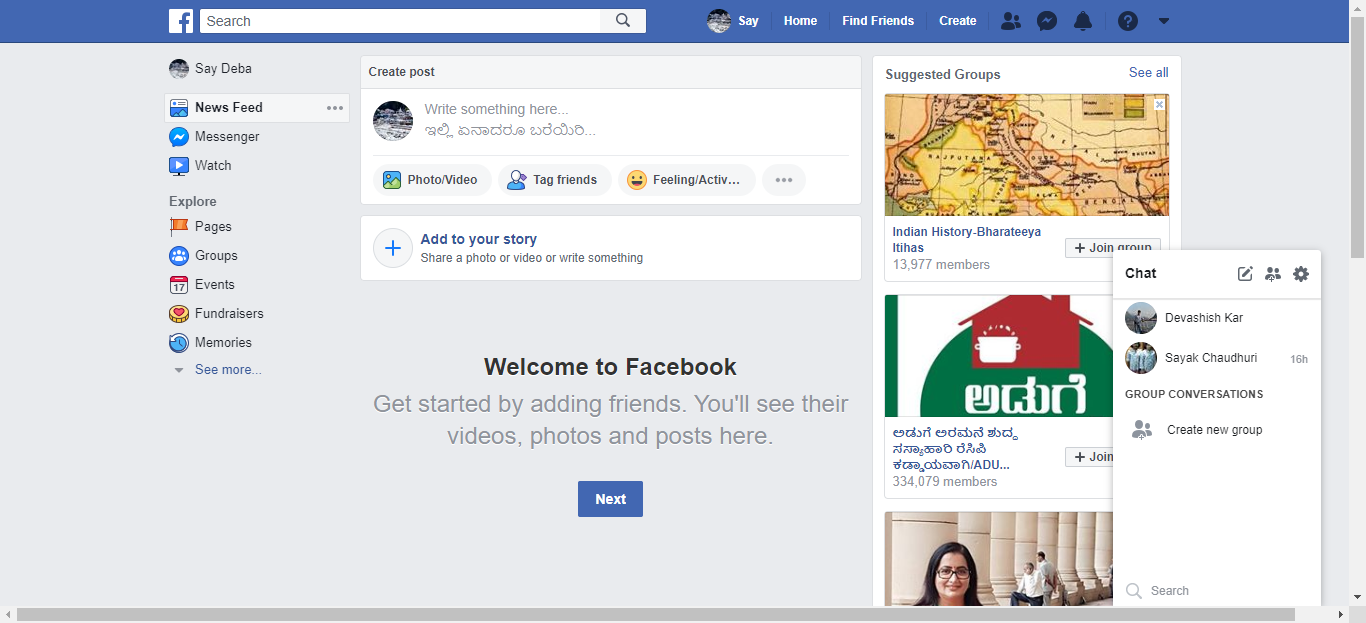 Search
Say
Home
Find Friends
Create
Say Deba
News Feed
Messenger
Watch
Explore
Pages
Groups
17
Events
Fundraisers
Memories
See more...
Create post
Write something here...
ಇಲ್ಲಿ ಏನಾದರೂ ಬರೆಯಿರಿ...
Photo/Video
Tag friends
Feeling/Activ...
Add to your story
Share a photo or video or write something
Welcome to Facebook
Get started by adding friends. You'll see their
videos, photos and posts here.
Next
Suggested Groups
See all
RAJPUTANA
OUDH
BHUTAN
BENGAL
Indian History-Bharateeya
Itihas
13,977 members
+ Join group
ಅಡುಗೆ
ಅಡುಗೆ ಅರಮನೆ ಶುದ್ಧ
ಸಸ್ಯಾಹಾರಿ ರೆಸಿಪಿ
ಕಡ್ಡಾಯವಾಗಿ/ADU...
334,079 members
+ Join
Chat
Devashish Kar
Sayak Chaudhuri
16h
GROUP CONVERSATIONS
Create new group
Search